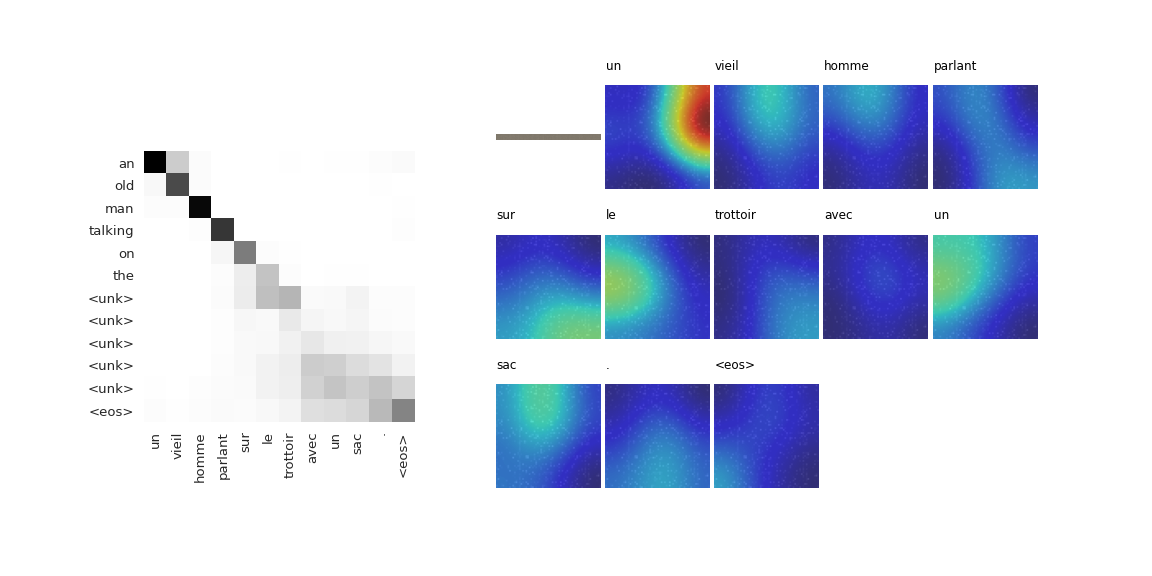 an
old
man
talking
on
the
<unk>
<unk>
<unk>
<unk>
<unk>
<eos>
un vieil homme parlant sur le trottoir avec un sac . <eos>
un vieil homme parlant
sur le trottoir avec un
sac . <eos>